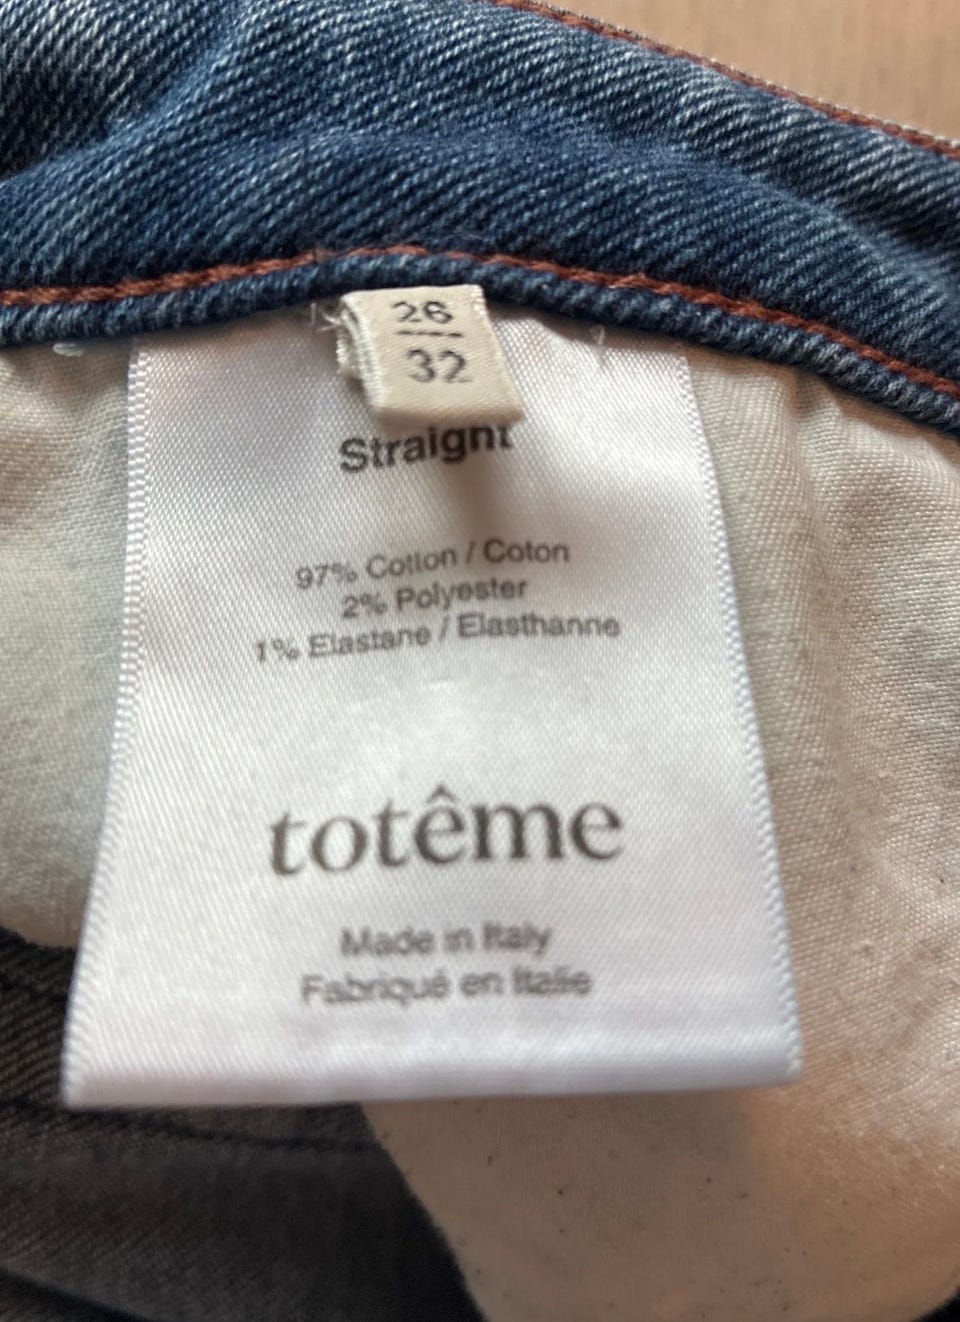 26
32
Straight
97% Cotton / Coton
2% Polyester
1% Elastane / Elasthanne
totême
Made in Italy
Fabriqué en Italie